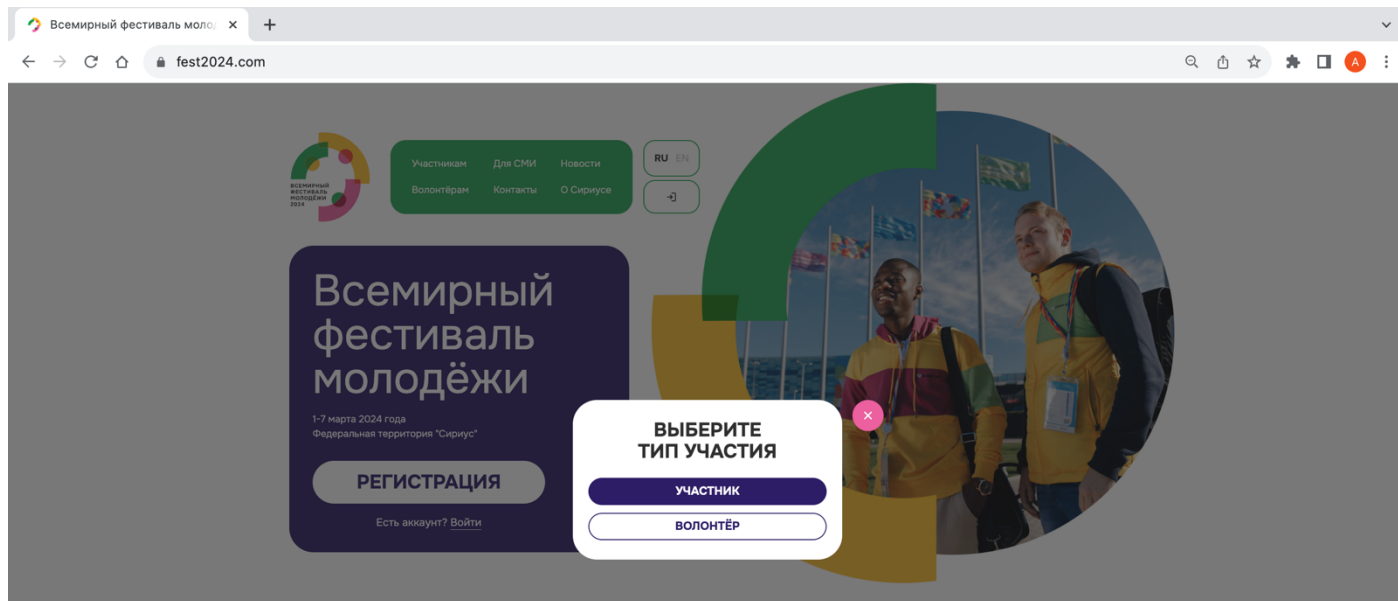 Всемирный фестиваль моло
fest2024.com
A
ВСЕМИРНЫЙ
ФЕСТИВАЛЬ
МОЛОДЁЖИ
2024
Участникам Для СМИ Новости
Волонтёрам Контакты О Сириусе
RU EN
Всемирный
фестиваль
молодёжи
1-7 марта 2024 года
Федеральная территория "Сириус"
РЕГИСТРАЦИЯ
Есть аккаунт? Войти
ВЫБЕРИТЕ
ТИП УЧАСТИЯ
УЧАСТНИК
ВОЛОНТЁР